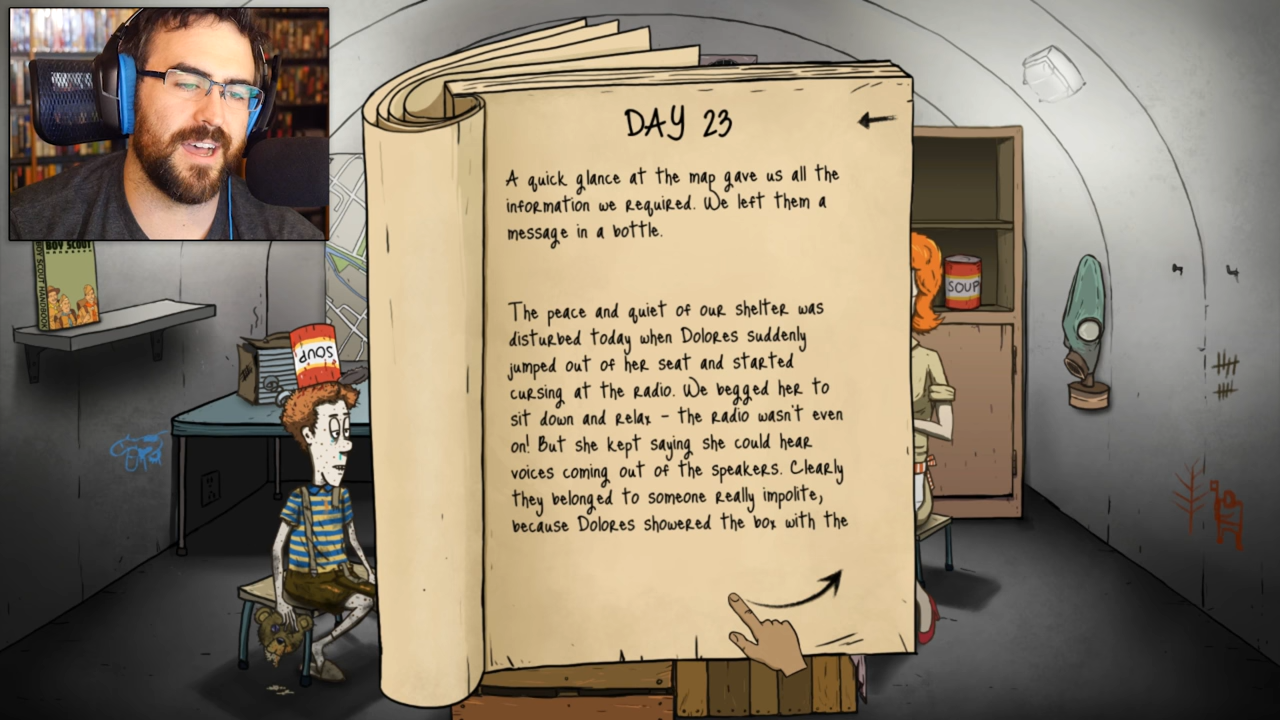 DAY 23
A quick glance at the map gave us all the
information we required. We left them a
message in a bottle.
The peace and quiet of our shelter was
disturbed today when Dolores suddenly
jumped out of her seat and started
cursing at the radio. We begged her to
sit down and relax - the radio wasn't even
on! But she kept saying she could hear
voices coming out of the speakers. Clearly
they belonged to someone really impolite,
because Dolores showered the box with the
BOY SCOUT
BOY SCOUT HANDBOOK
SOUP
SOUP